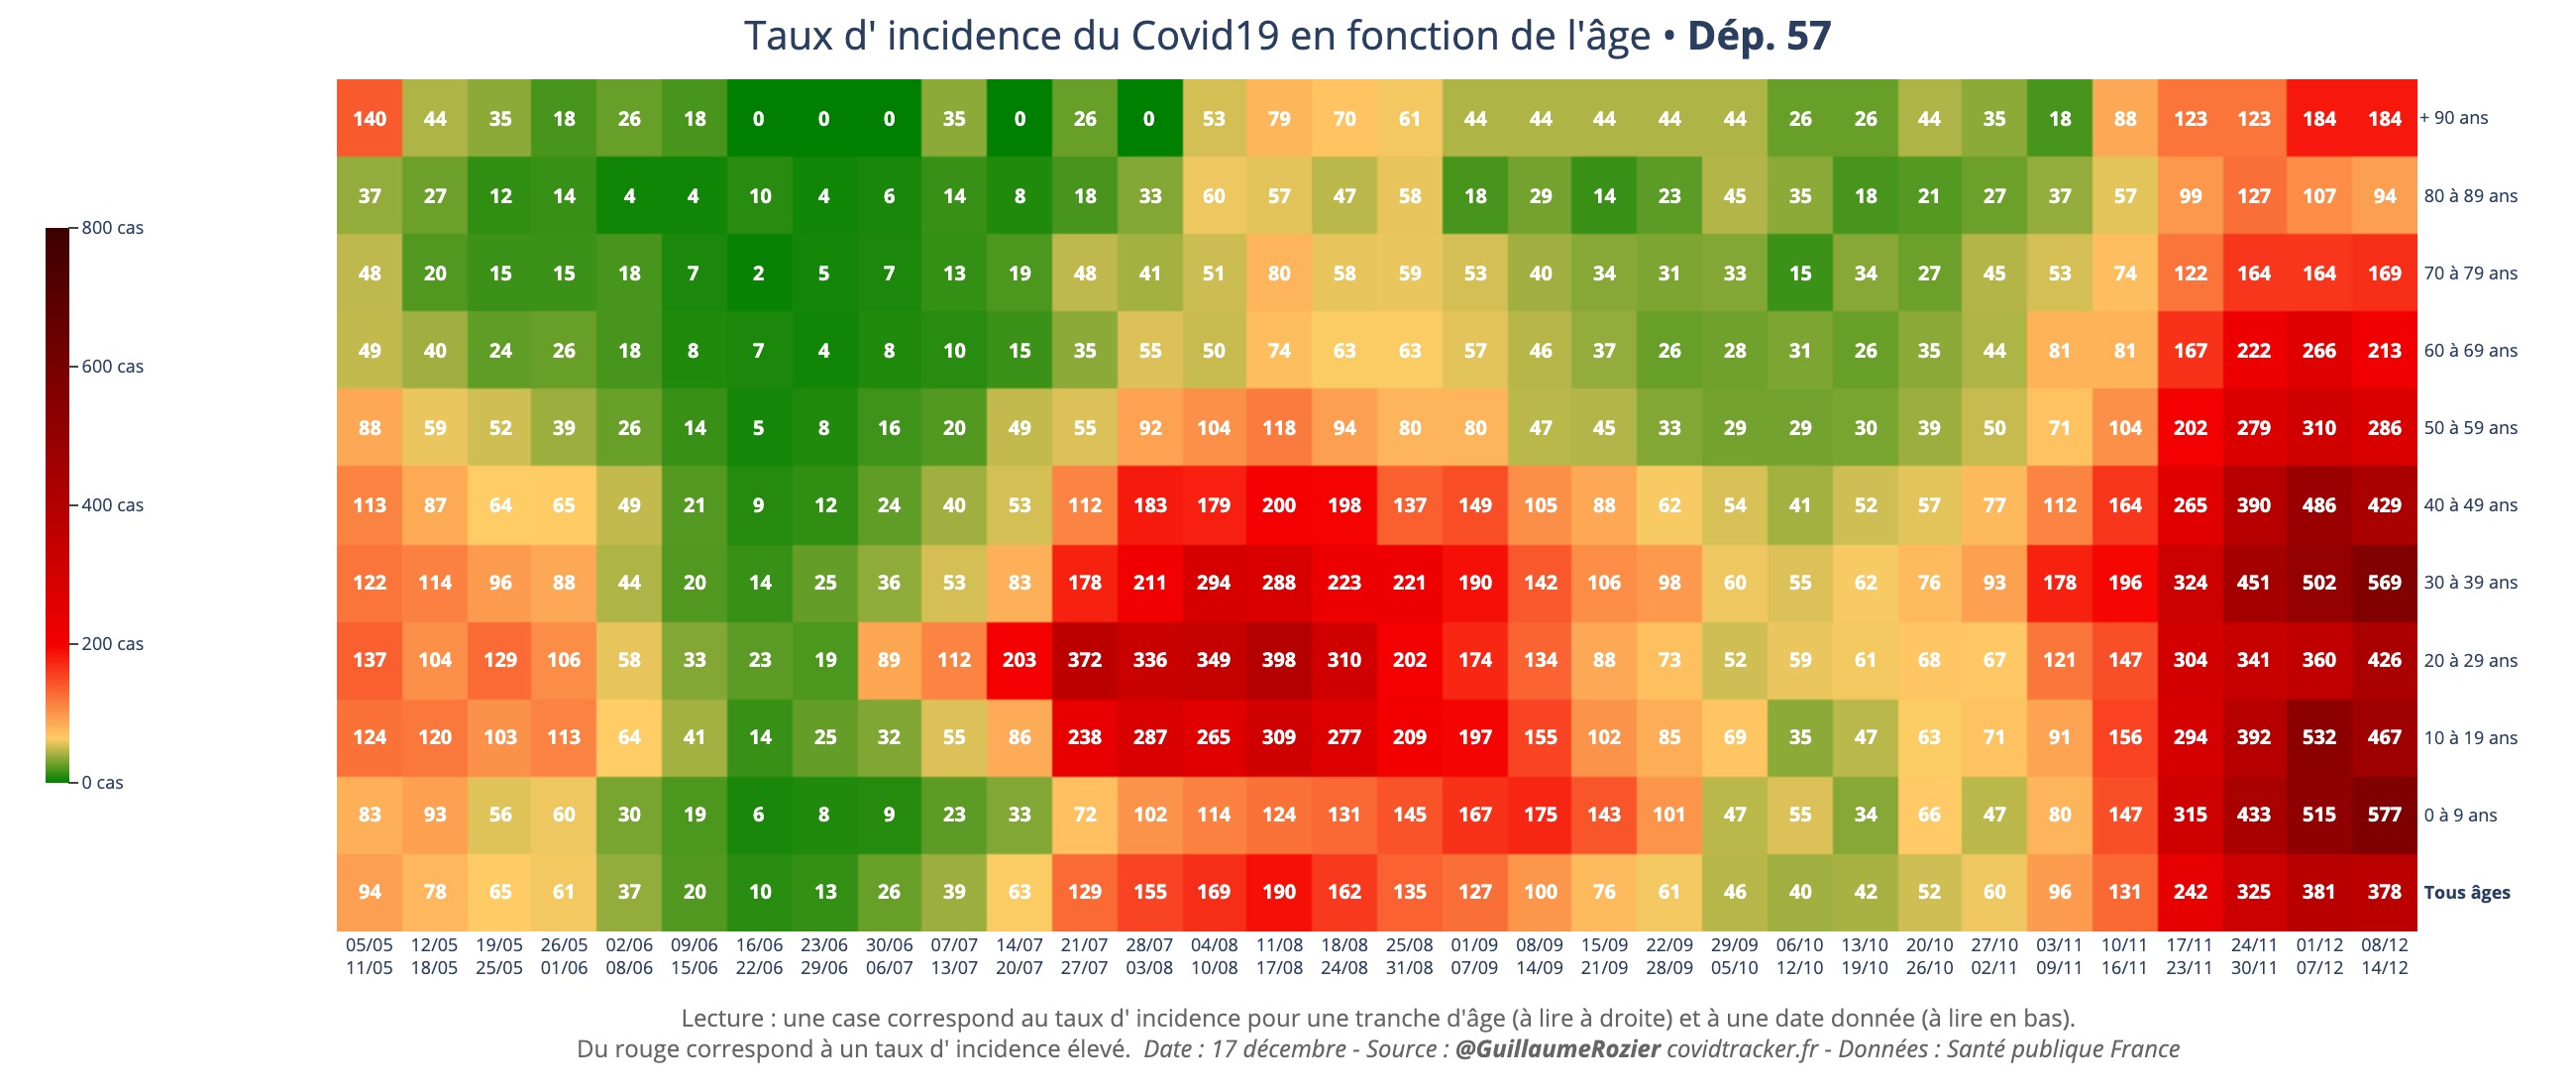 Taux d' incidence du Covid19 en fonction de l'âge • Dép. 57
140 44 35 18 26 18 0 0 0 35 0 26 0 53 79 70 61 44 44 44 44 44 26 26 44 35 18 88 123 123 184 184 + 90 ans
37 27 12 14 4 4 10 4 6 14 8 18 33 60 57 47 58 18 29 14 23 45 35 18 21 27 37 57 99 127 107 94 80 à 89 ans
800 cas
48 20 15 15 18 7 2 5 7 13 19 48 41 51 80 58 59 53 40 34 31 33 15 34 27 45 53 74 122 164 164 169 70 à 79 ans
49 40 24 26 18 8 7 4 8 10 15 35 55 50 74 63 63 57 46 37 26 28 31 26 35 44 81 81 167 222 266 213 60 à 69 ans
600 cas
88 59 52 39 26 14 5 8 16 20 49 55 92 104 118 94 80 80 47 45 33 29 29 30 39 50 71 104 202 279 310 286 50 à 59 ans
400 cas
113 87 64 65 49 21 9 12 24 40 53 112 183 179 200 198 137 149 105 88 62 54 41 52 57 77 112 164 265 390 486 429 40 à 49 ans
122 114 96 88 44 20 14 25 36 53 83 178 211 294 288 223 221 190 142 106 98 60 55 62 76 93 178 196 324 451 502 569 30 à 39 ans
200 cas
137 104 129 106 58 33 23 19 89 112 203 372 336 349 398 310 202 174 134 88 73 52 59 61 68 67 121 147 304 341 360 426 20 à 29 ans
124 120 103 113 64 41 14 25 32 55 86 238 287 265 309 277 209 197 155 102 85 69 35 47 63 71 91 156 294 392 532 467 10 à 19 ans
0 cas
83 93 56 60 30 19 6 8 9 23 33 72 102 114 124 131 145 167 175 143 101 47 55 34 66 47 80 147 315 433 515 577 0 à 9 ans
94 78 65 61 37 20 10 13 26 39 63 129 155 169 190 162 135 127 100 76 61 46 40 42 52 60 96 131 242 325 381 378 Tous âges
05/05 12/05 19/05 26/05 02/06 09/06 16/06 23/06 30/06 07/07 14/07 21/07 28/07 04/08 11/08 18/08 25/08 01/09 08/09 15/09 22/09 29/09 06/10 13/10 20/10 27/10 03/11 10/11 17/11 24/11 01/12 08/12
11/05 18/05 25/05 01/06 08/06 15/06 22/06 29/06 06/07 13/07 20/07 27/07 03/08 10/08 17/08 24/08 31/08 07/09 14/09 21/09 28/09 05/10 12/10 19/10 26/10 02/11 09/11 16/11 23/11 30/11 07/12 14/12
Lecture : une case correspond au taux d' incidence pour une tranche d'âge (à lire à droite) et à une date donnée (à lire en bas).
Du rouge correspond à un taux d' incidence élevé. Date : 17 décembre - Source : @GuillaumeRozier covidtracker.fr - Données : Santé publique France